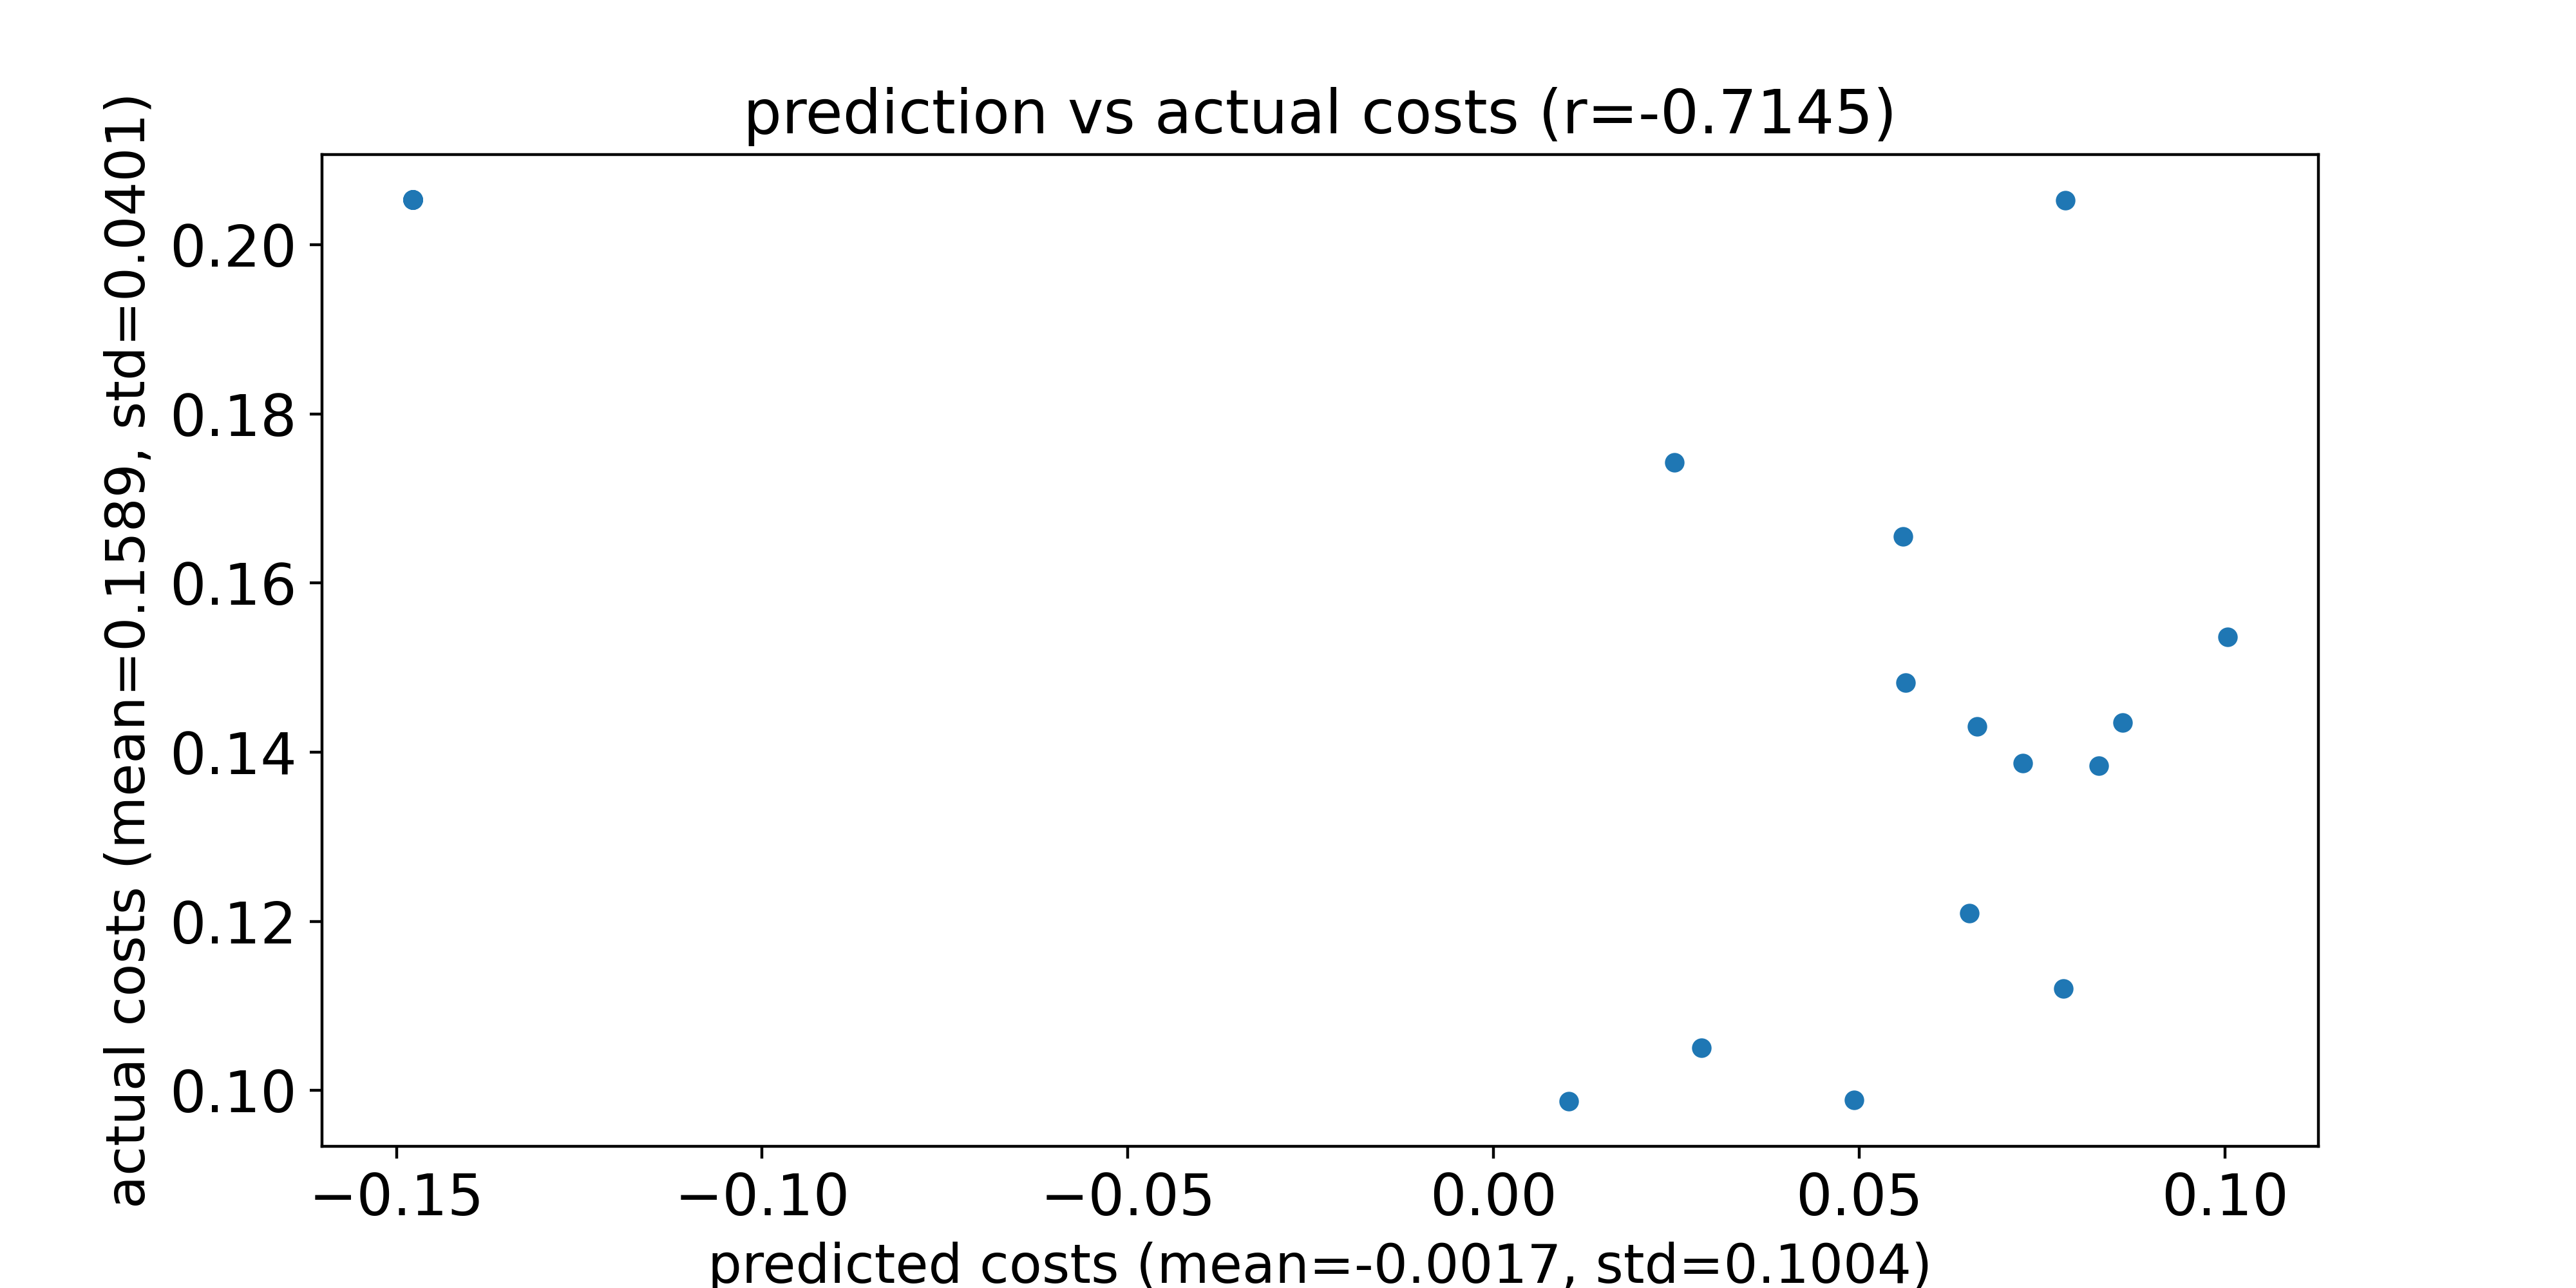 prediction vs actual costs (r=-0.7145)
actual costs (mean=0.1589, std=0.0401)
0.20
0.18
0.16
0.14
0.12
0.10
−0.15 −0.10 −0.05 0.00 0.05 0.10
predicted costs (mean=-0.0017, std=0.1004)